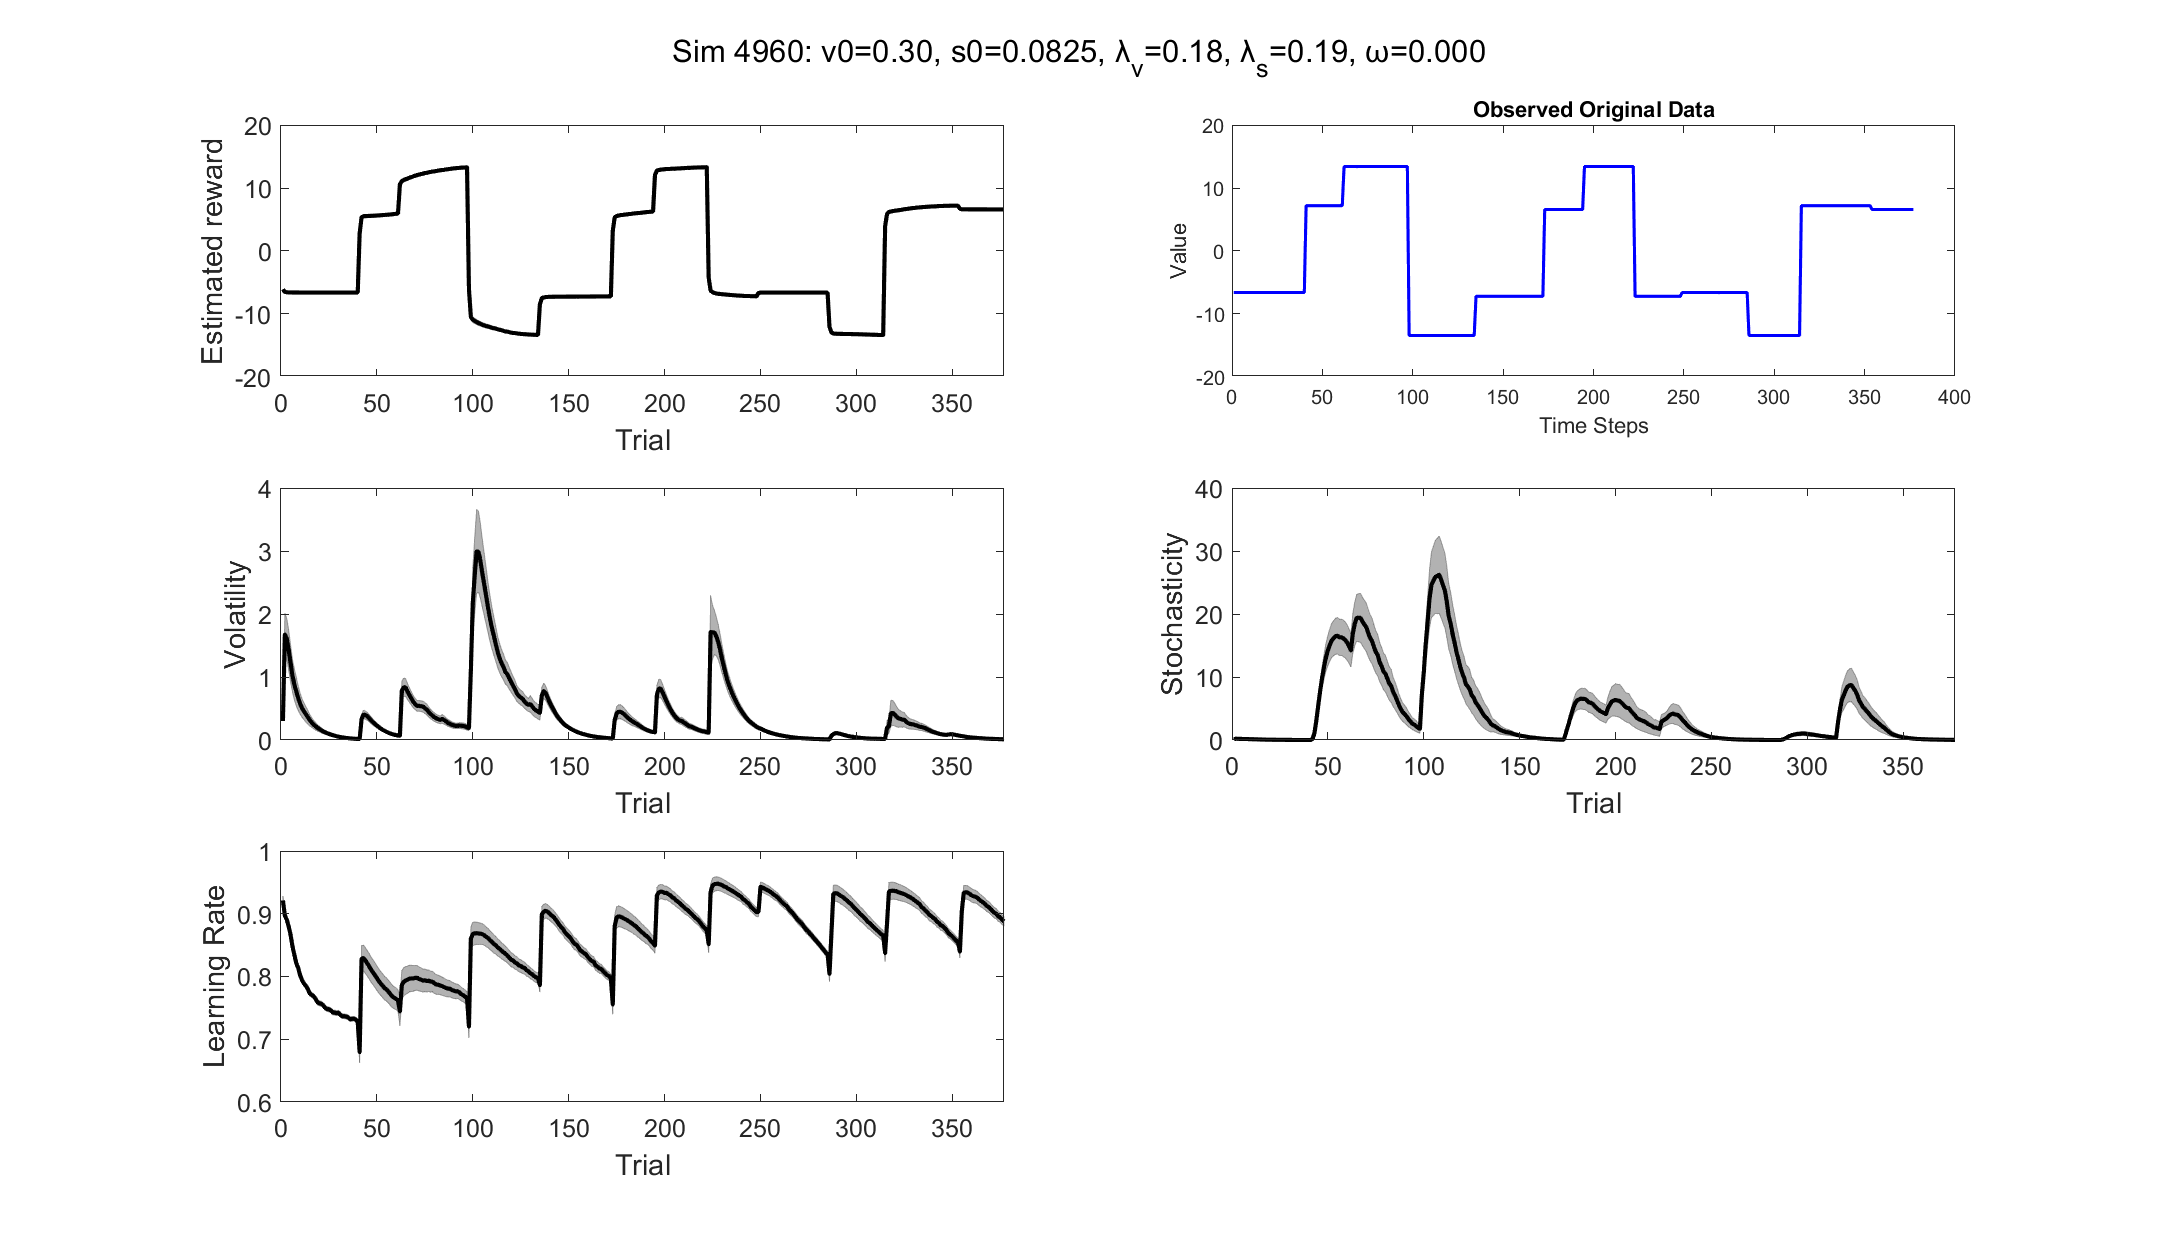 Sim 4960: v0=0.30, s0=0.0825, λv=0.18, λs=0.19, ω=0.000
Estimated reward
20
10
0
-10
-20
0 50 100 150 200 250 300 350
Trial
Observed Original Data
Value
20
10
0
-10
-20
0 50 100 150 200 250 300 350 400
Time Steps
Volatility
4
3
2
1
0
0 50 100 150 200 250 300 350
Trial
Stochasticity
40
30
20
10
0
0 50 100 150 200 250 300 350
Trial
Learning Rate
1
0.9
0.8
0.7
0.6
0 50 100 150 200 250 300 350
Trial